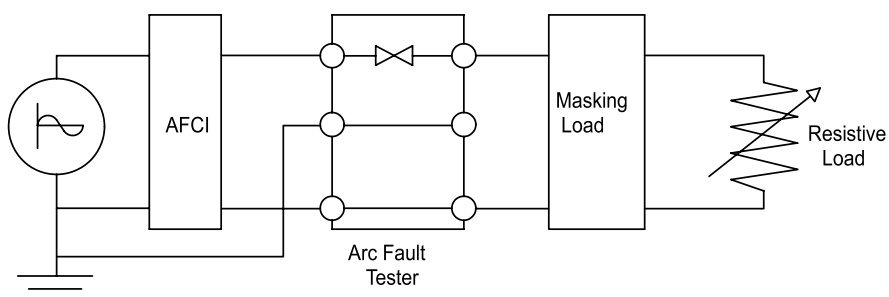 AFCI
Masking
Load
Resistive
Load
Arc Fault
Tester